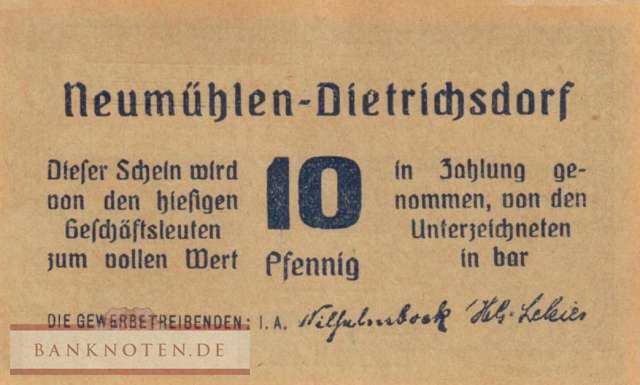 Neumühlen-Dietrichsdorf
Dieser Schein wird
von den hiesigen
Geschäftsleuten
zum vollen Wert
10
Pfennig
in Zahlung ge-
nommen, von den
Unterzeichneten
in bar
DIE GEWERBETREIBENDEN: I.A.
BANKNOTEN.DE